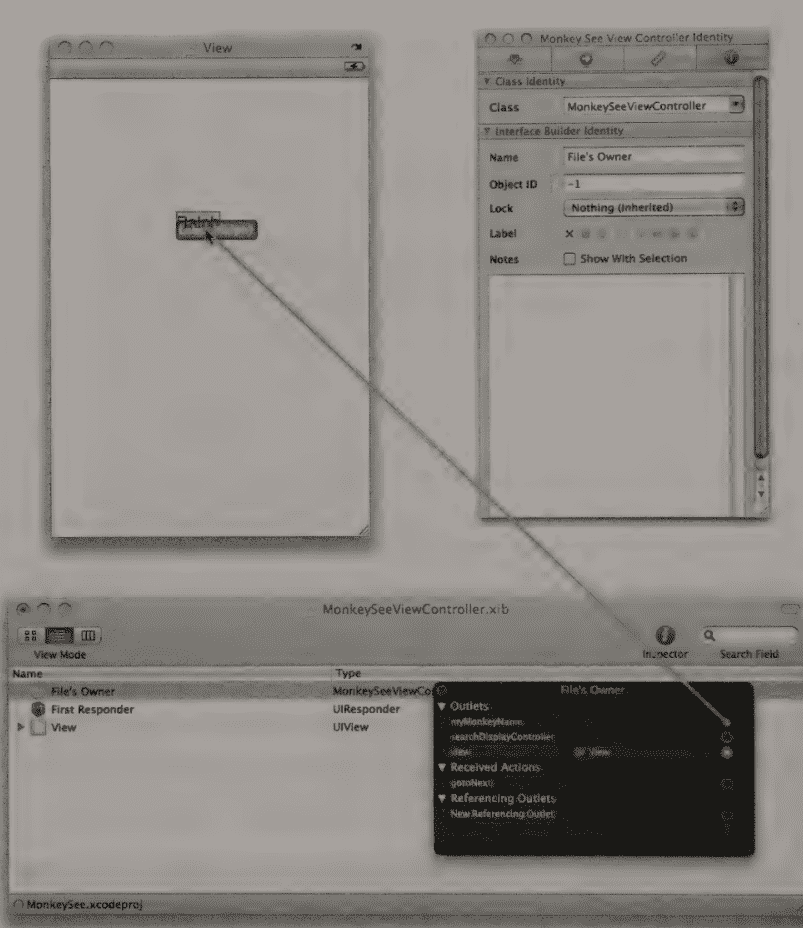 View
Monkey See View Controller Identity
Class Identity
Class
MonkeySeeViewController
Interface Builder Identity
Name
File's Owner
Object ID
-1
Lock
Nothing (Inherited)
Label
Notes
Show With Selection
MonkeySeeViewController.xib
View Mode
Inspector
Search Field
Name
Type
File's Owner
MonkeySeeViewCo
First Responder
UIResponder
View
UIView
File's Owner
Outlets
myMonkeyName
searchDisplayController
view
View
Received Actions
gotoNext:
Referencing Outlets
New Referencing Outlet
MonkeySee.xcodeproj